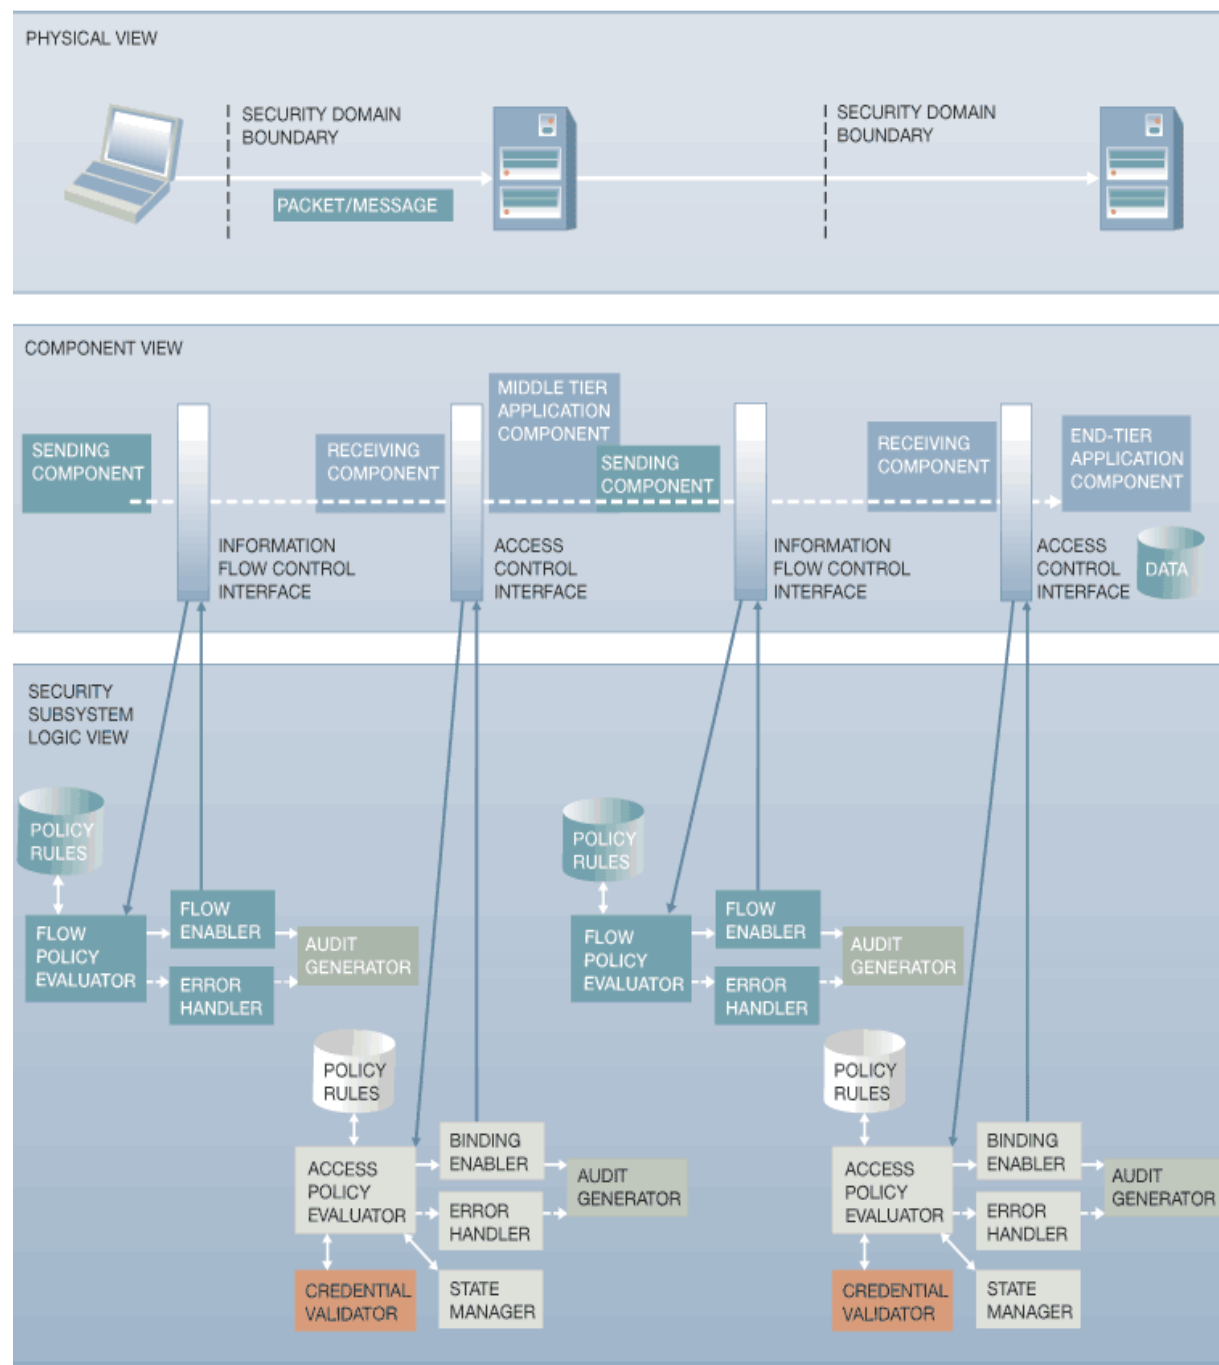 PHYSICAL VIEW
SECURITY DOMAIN
BOUNDARY
PACKET/MESSAGE
SECURITY DOMAIN
BOUNDARY
COMPONENT VIEW
SENDING
COMPONENT
RECEIVING
COMPONENT
MIDDLE TIER
APPLICATION
COMPONENT
SENDING
COMPONENT
RECEIVING
COMPONENT
END-TIER
APPLICATION
COMPONENT
INFORMATION
FLOW CONTROL
INTERFACE
ACCESS
CONTROL
INTERFACE
INFORMATION
FLOW CONTROL
INTERFACE
ACCESS
CONTROL
INTERFACE
DATA
SECURITY
SUBSYSTEM
LOGIC VIEW
POLICY
RULES
FLOW
POLICY
EVALUATOR
FLOW
ENABLER
ERROR
HANDLER
AUDIT
GENERATOR
POLICY
RULES
FLOW
POLICY
EVALUATOR
FLOW
ENABLER
ERROR
HANDLER
AUDIT
GENERATOR
POLICY
RULES
ACCESS
POLICY
EVALUATOR
BINDING
ENABLER
ERROR
HANDLER
AUDIT
GENERATOR
CREDENTIAL
VALIDATOR
STATE
MANAGER
POLICY
RULES
ACCESS
POLICY
EVALUATOR
BINDING
ENABLER
ERROR
HANDLER
AUDIT
GENERATOR
CREDENTIAL
VALIDATOR
STATE
MANAGER